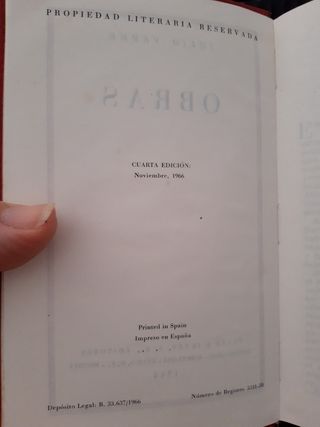 PROPIEDAD LITERARIA RESERVADA
OBRAS
CUARTA EDICIÓN:
Noviembre, 1966
Printed in Spain
Impreso en España
Depósito Legal: B. 33.637/1966
Número de Registro